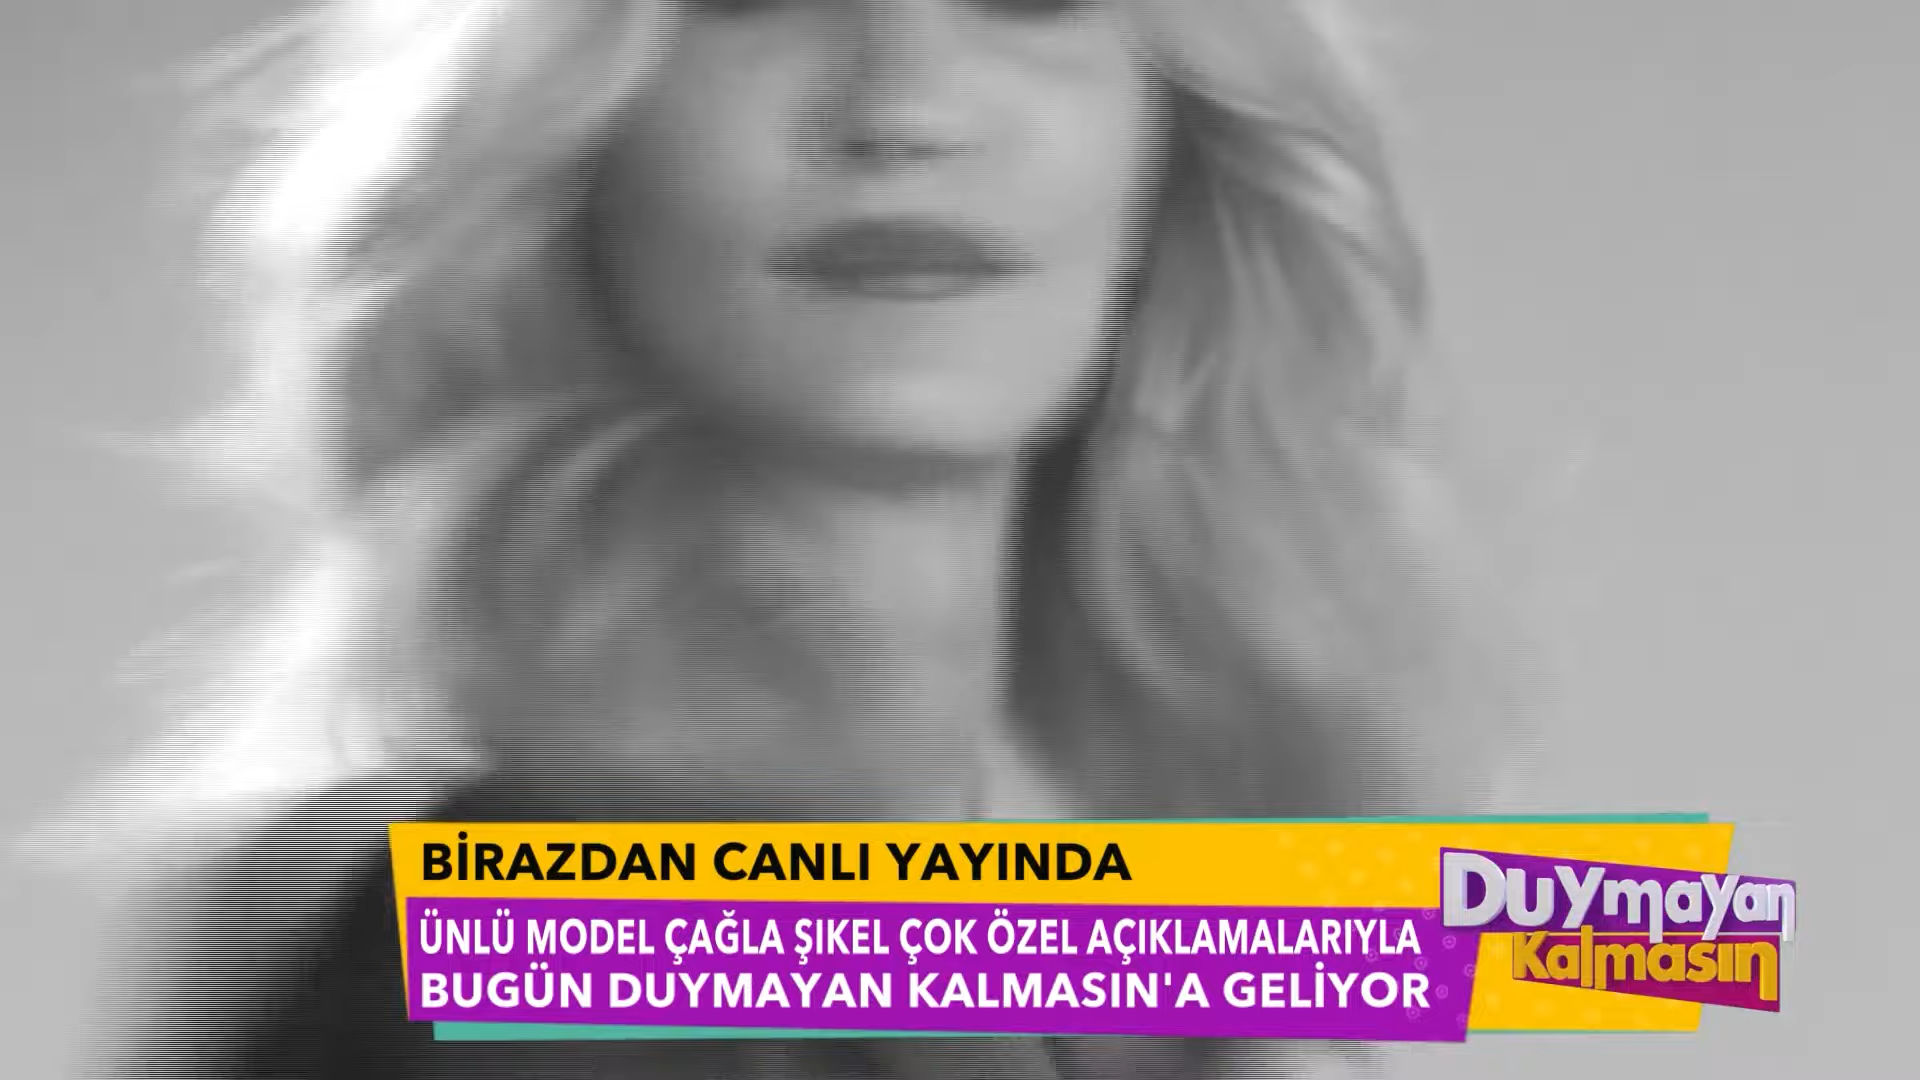 BİRAZDAN CANLI YAYINDA
ÜNLÜ MODEL ÇAĞLA ŞIKEL ÇOK ÖZEL AÇIKLAMALARIYLA
BUGÜN DUYMAYAN KALMASIN'A GELİYOR
Duymayan
Kalmasın